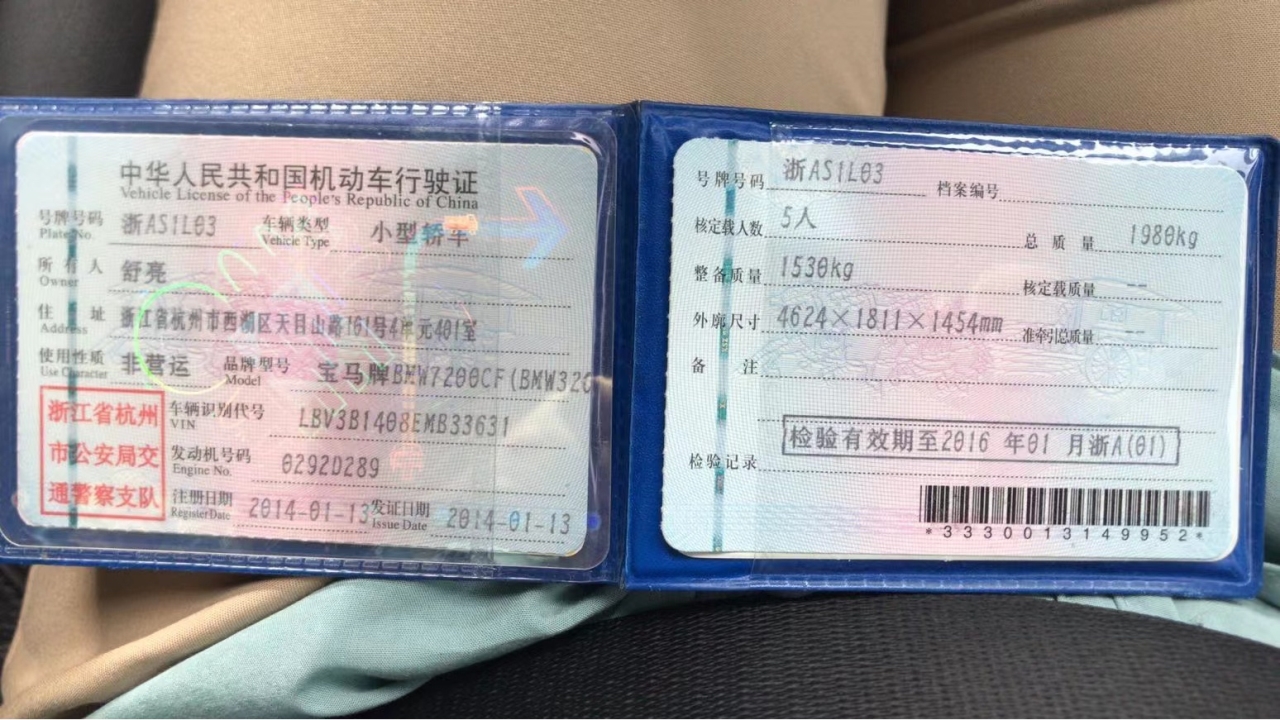 中华人民共和国机动车行驶证
Vehicle License of the People's Republic of China
号牌号码 浙AS1L03 车辆类型 小型轿车
Plate No. Vehicle Type
所有人 舒亮
Owner
住址 浙江省杭州市西湖区天目山路161号4单元401室
Address
使用性质 非营运 品牌型号 宝马牌BMW7200CF(BMW320
Use Character Model
浙江省杭州
市公安局交
通警察支队
车辆识别代号 LBV3B1408EMB33631
VIN
发动机号码 0292D289
Engine No.
注册日期 2014-01-13 发证日期 2014-01-13
Register Date Issue Date
号牌号码 浙AS1L03 档案编号
核定载人数 5人 总质量 1980kg
整备质量 1530kg 核定载质量 --
外廓尺寸 4624×1811×1454mm 准牵引总质量 --
备注
检验有效期至2016 年01 月浙A(01)
检验记录
*3330013149952*